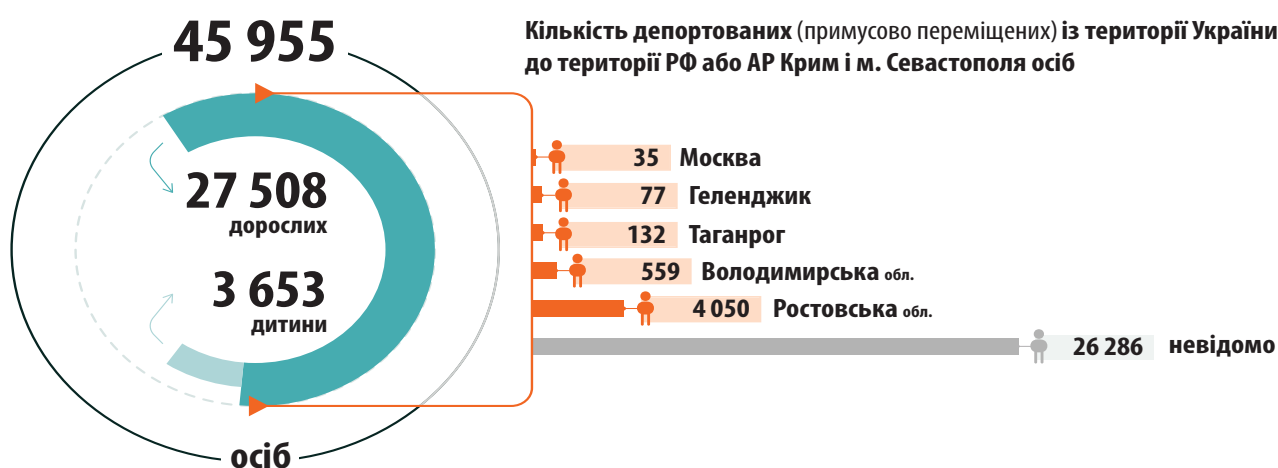 45 955
27 508
дорослих
3 653
дитини
осіб
Кількість депортованих (примусово переміщених) із території України
до території РФ або АР Крим і м. Севастополя осіб
35 Москва
77 Геленджик
132 Таганрог
559 Володимирська обл.
4 050 Ростовська обл.
26 286 невідомо